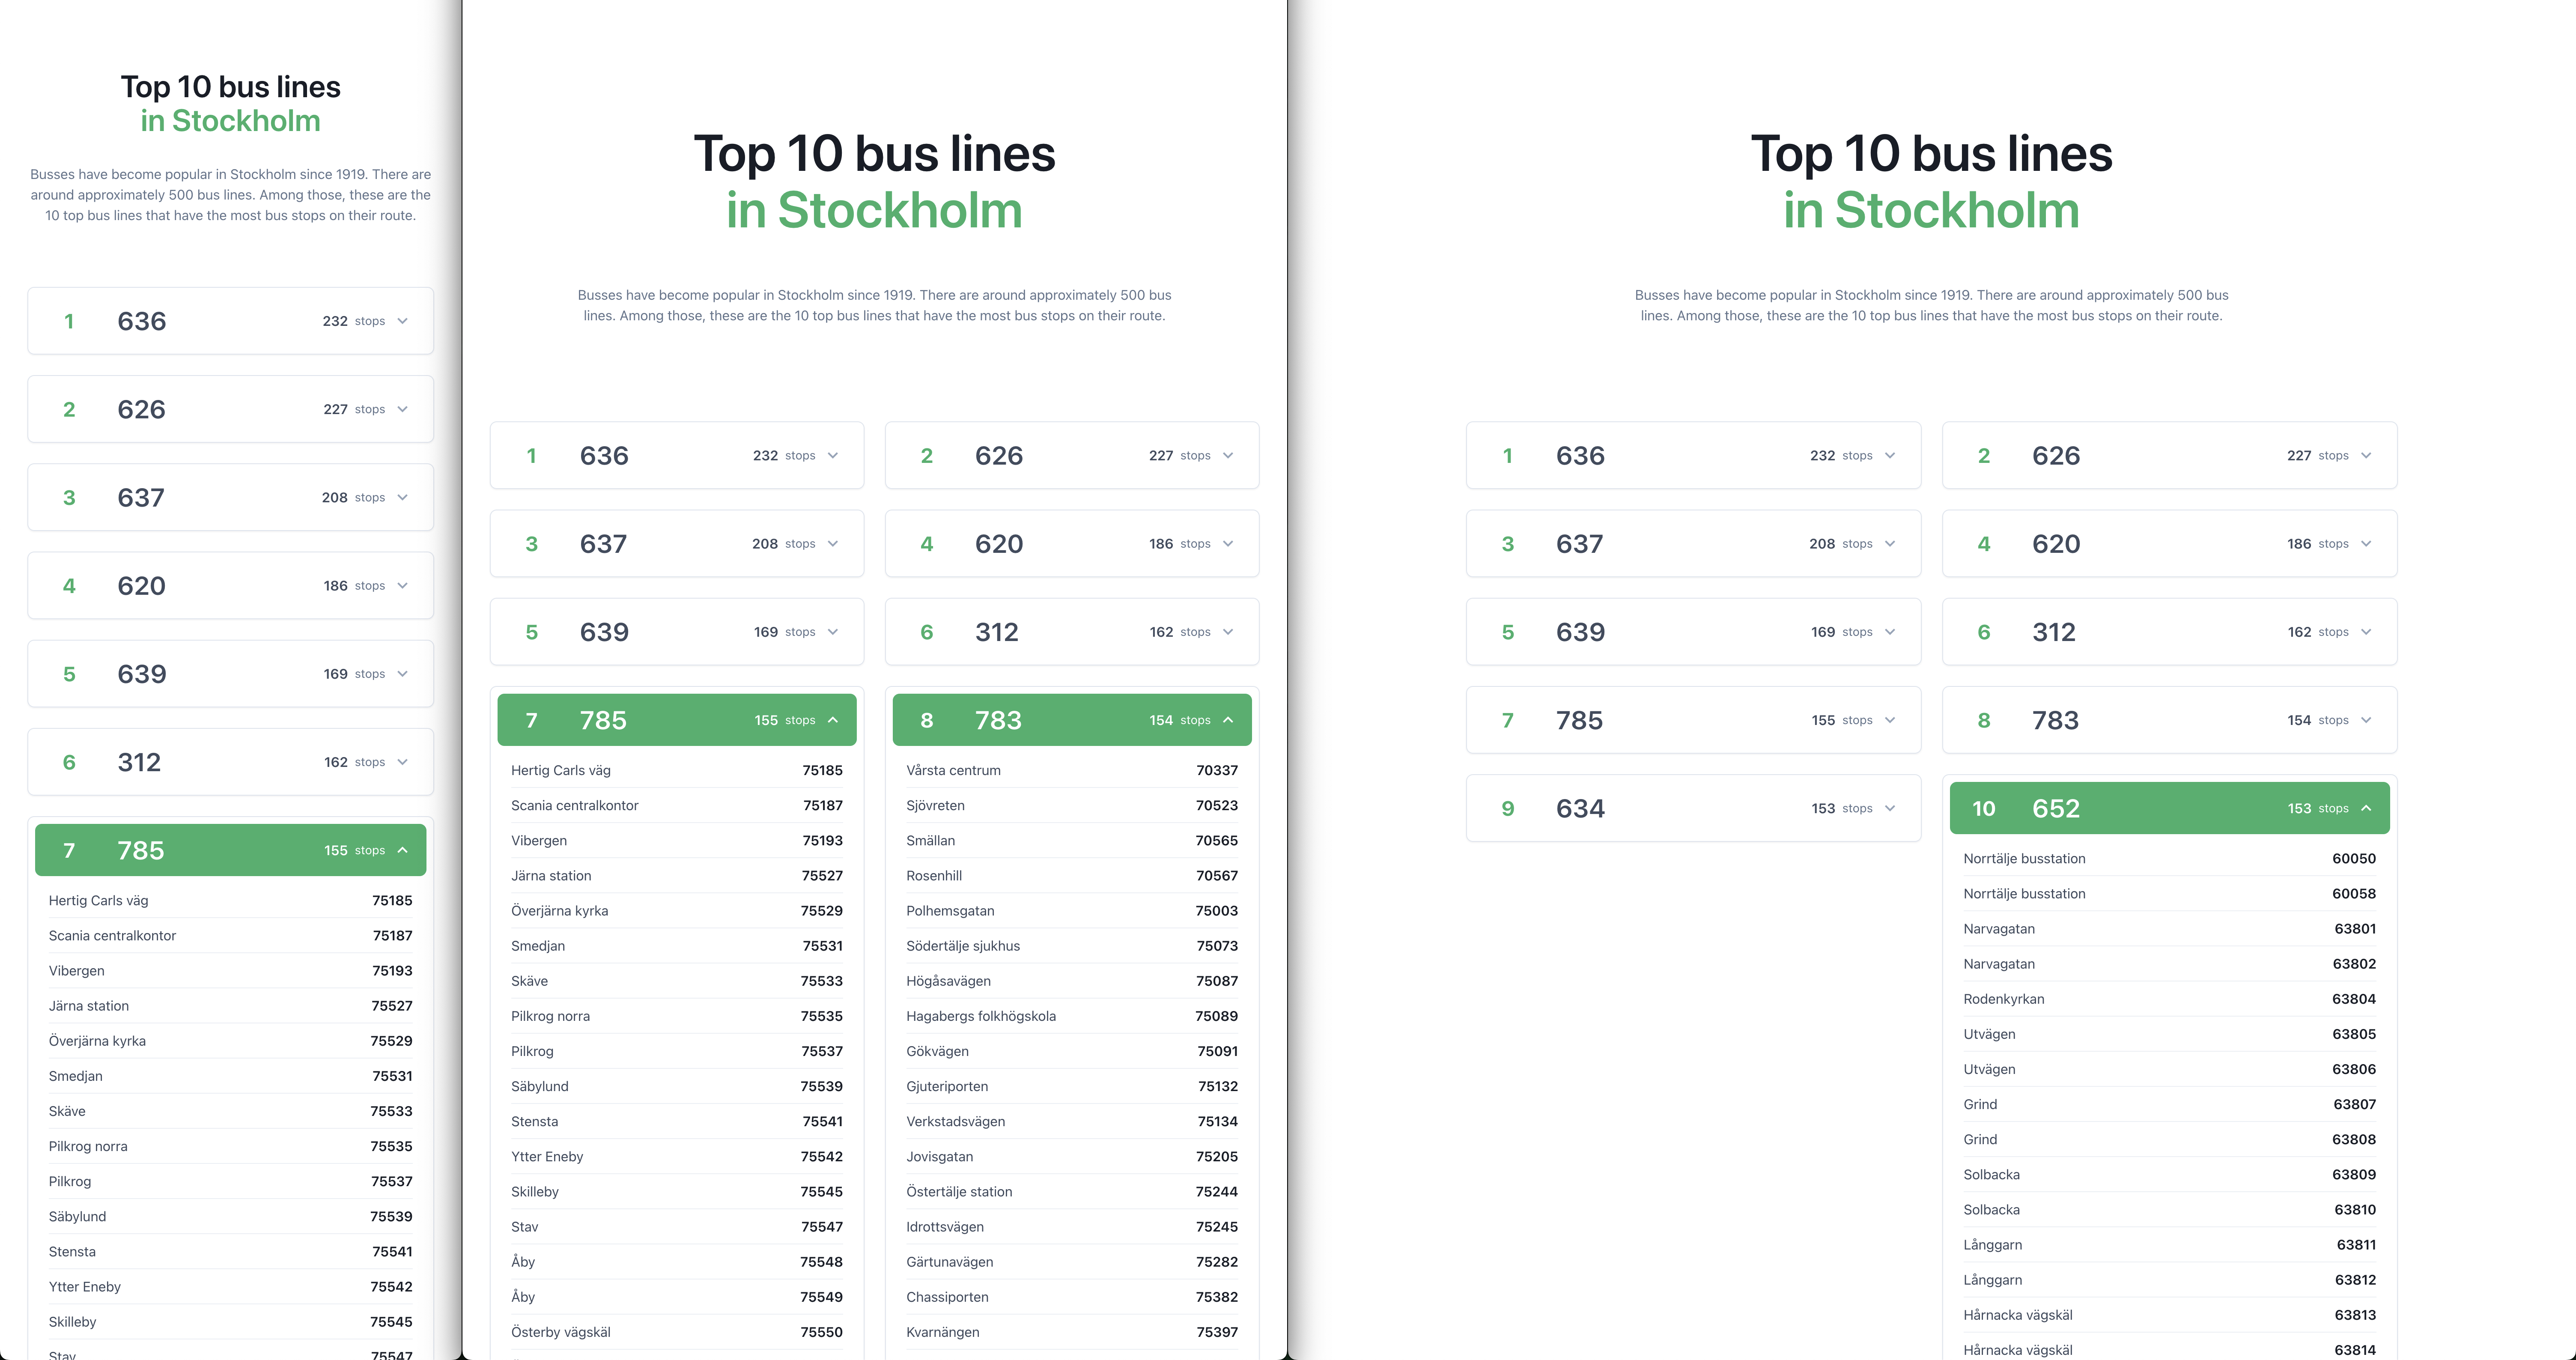 Top 10 bus lines
in Stockholm
Busses have become popular in Stockholm since 1919. There are
around approximately 500 bus lines. Among those, these are the
10 top bus lines that have the most bus stops on their route.
1 636 232 stops
2 626 227 stops
3 637 208 stops
4 620 186 stops
5 639 169 stops
6 312 162 stops
7 785 155 stops
Hertig Carls väg 75185
Scania centralkontor 75187
Vibergen 75193
Järna station 75527
Överjärna kyrka 75529
Smedjan 75531
Skäve 75533
Pilkrog norra 75535
Pilkrog 75537
Säbylund 75539
Stensta 75541
Ytter Eneby 75542
Skilleby 75545
Stav 75547
Top 10 bus lines
in Stockholm
Busses have become popular in Stockholm since 1919. There are around approximately 500 bus
lines. Among those, these are the 10 top bus lines that have the most bus stops on their route.
1 636 232 stops
2 626 227 stops
3 637 208 stops
4 620 186 stops
5 639 169 stops
6 312 162 stops
7 785 155 stops
Hertig Carls väg 75185
Scania centralkontor 75187
Vibergen 75193
Järna station 75527
Överjärna kyrka 75529
Smedjan 75531
Skäve 75533
Pilkrog norra 75535
Pilkrog 75537
Säbylund 75539
Stensta 75541
Ytter Eneby 75542
Skilleby 75545
Stav 75547
Åby 75548
Åby 75549
Österby vägskäl 75550
8 783 154 stops
Vårsta centrum 70337
Sjövreten 70523
Smällan 70565
Rosenhill 70567
Polhemsgatan 75003
Södertälje sjukhus 75073
Högåsavägen 75087
Hagabergs folkhögskola 75089
Gökvägen 75091
Gjuteriporten 75132
Verkstadsvägen 75134
Jovisgatan 75205
Östertälje station 75244
Idrottsvägen 75245
Gärtunavägen 75282
Chassiporten 75382
Kvarnängen 75397
Top 10 bus lines
in Stockholm
Busses have become popular in Stockholm since 1919. There are around approximately 500 bus
lines. Among those, these are the 10 top bus lines that have the most bus stops on their route.
1 636 232 stops
2 626 227 stops
3 637 208 stops
4 620 186 stops
5 639 169 stops
6 312 162 stops
7 785 155 stops
8 783 154 stops
9 634 153 stops
10 652 153 stops
Norrtälje busstation 60050
Norrtälje busstation 60058
Narvagatan 63801
Narvagatan 63802
Rodenkyrkan 63804
Utvägen 63805
Utvägen 63806
Grind 63807
Grind 63808
Solbacka 63809
Solbacka 63810
Långgarn 63811
Långgarn 63812
Hårnacka vägskäl 63813
Hårnacka vägskäl 63814